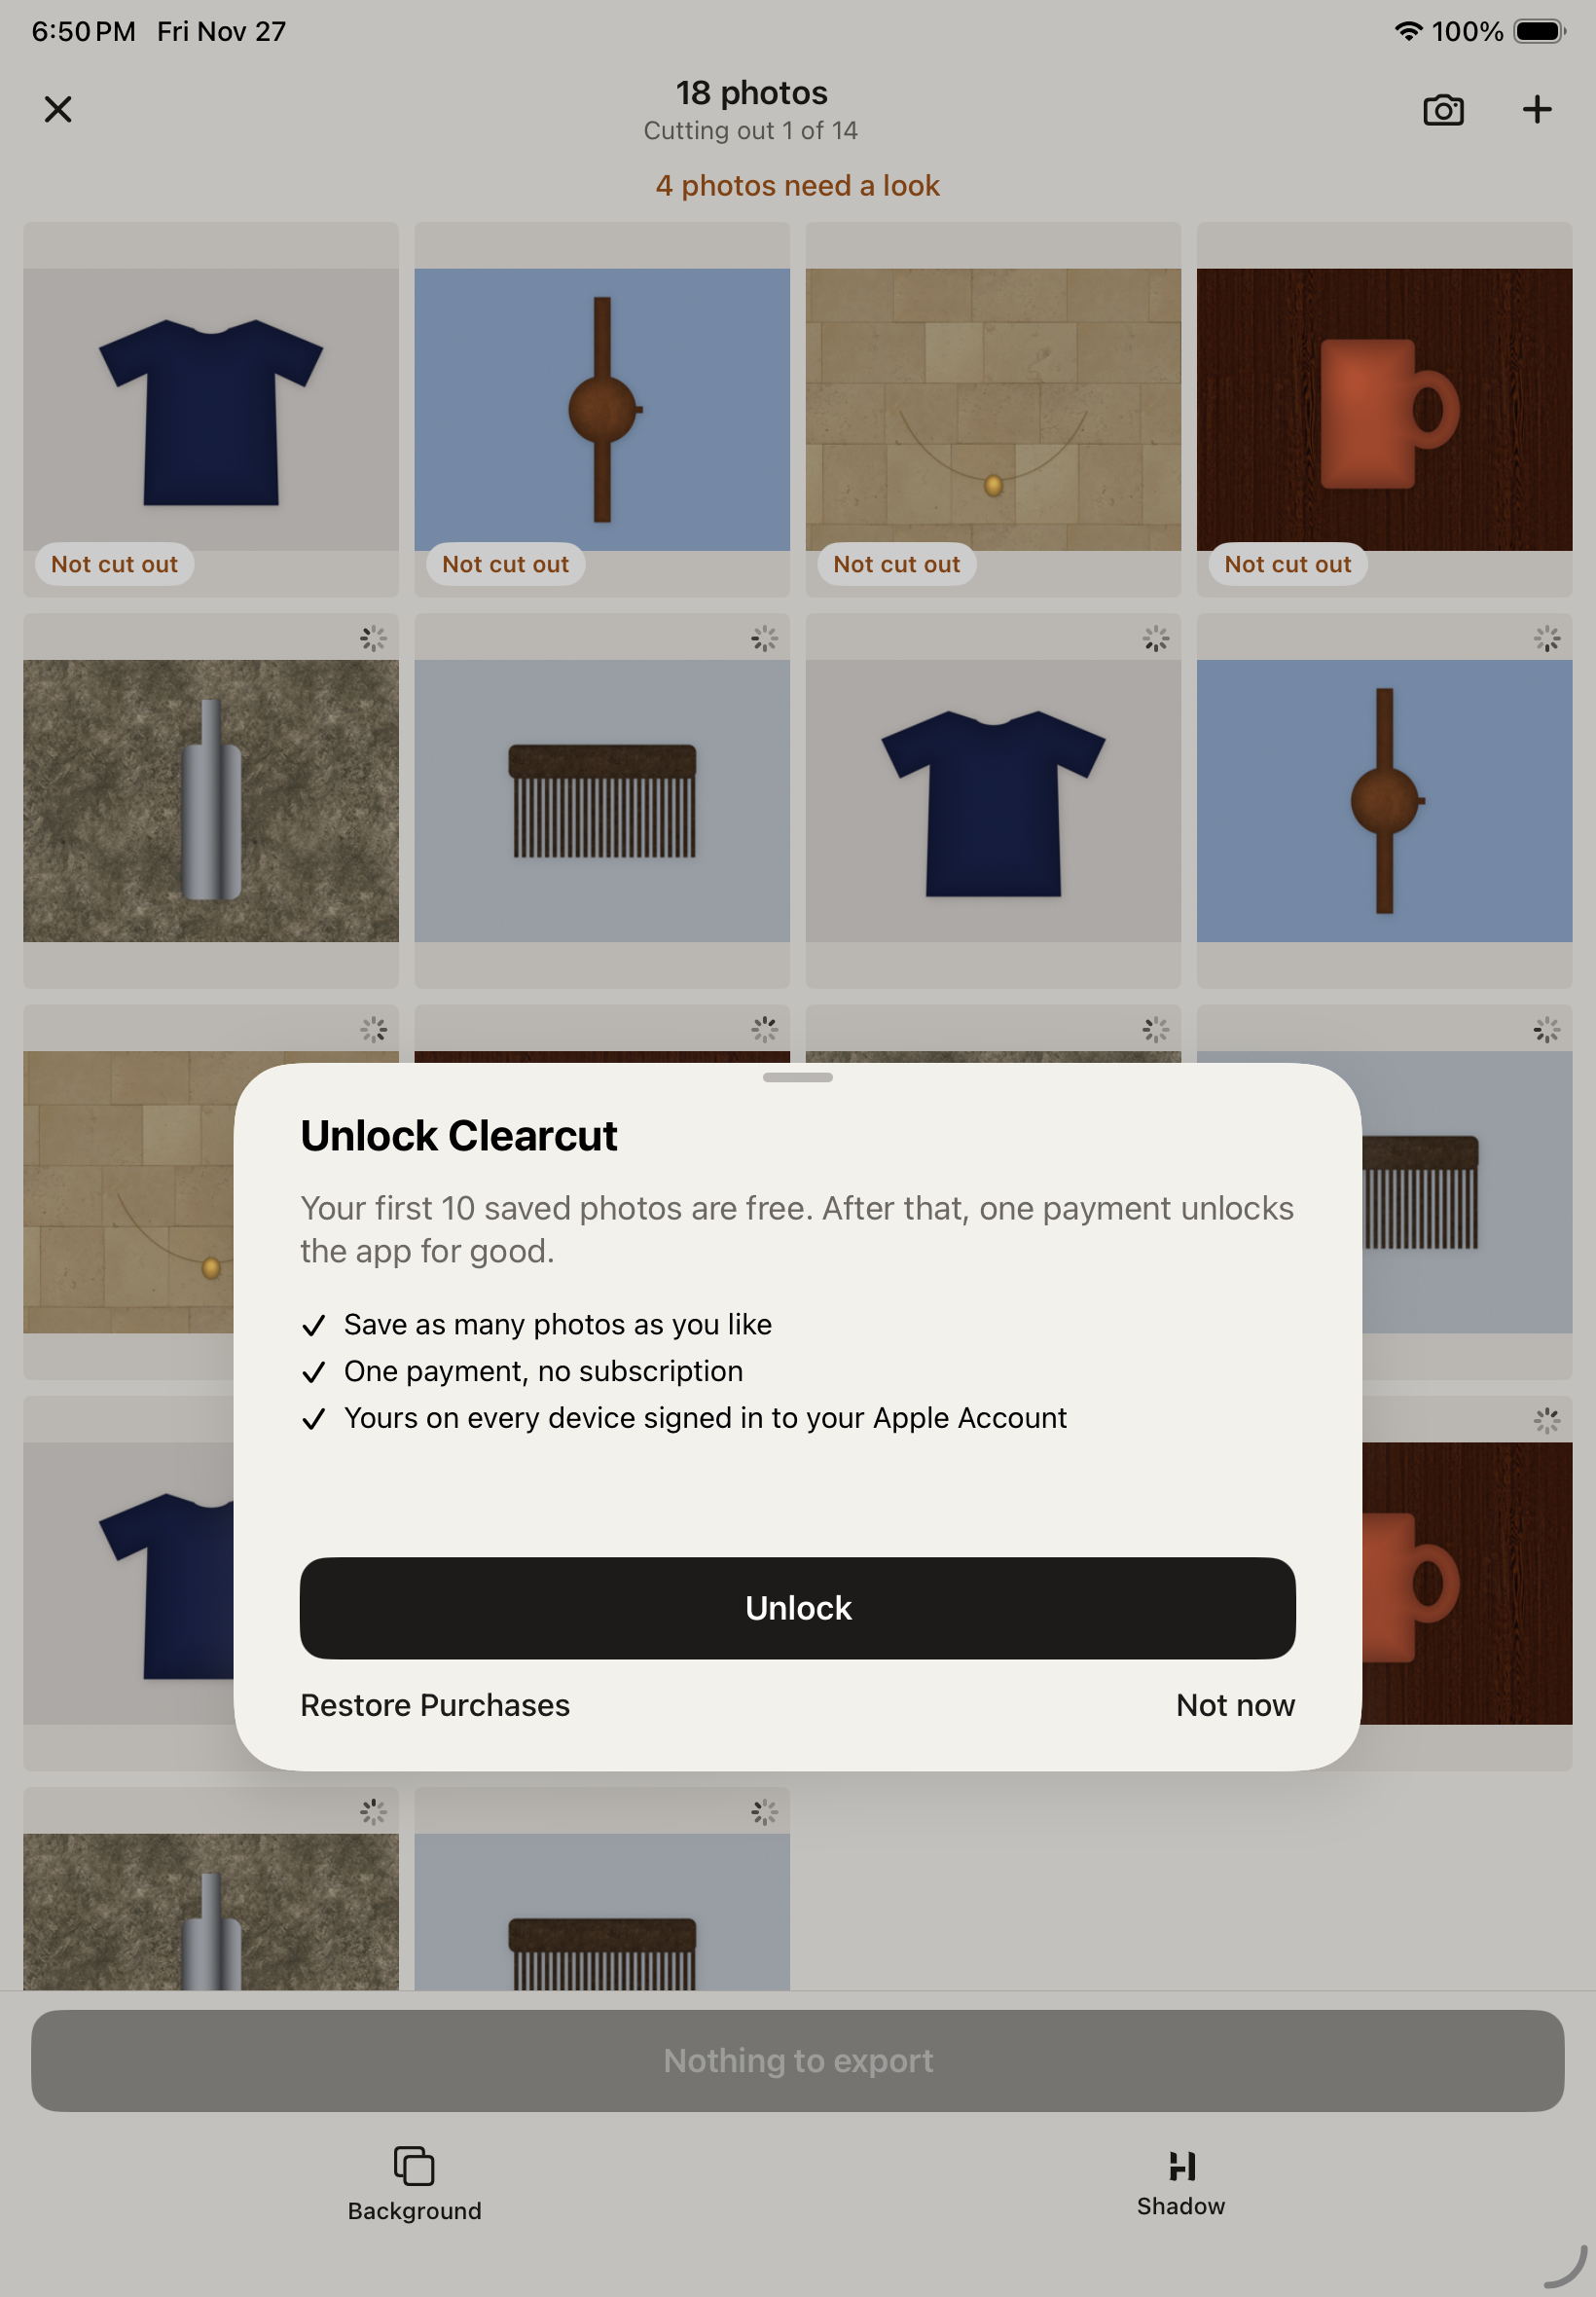 6:50 PM Fri Nov 27
100%
18 photos
Cutting out 1 of 14
4 photos need a look
Not cut out
Not cut out
Not cut out
Not cut out
Unlock Clearcut
Your first 10 saved photos are free. After that, one payment unlocks
the app for good.
Save as many photos as you like
One payment, no subscription
Yours on every device signed in to your Apple Account
Unlock
Restore Purchases
Not now
Nothing to export
Background
Shadow